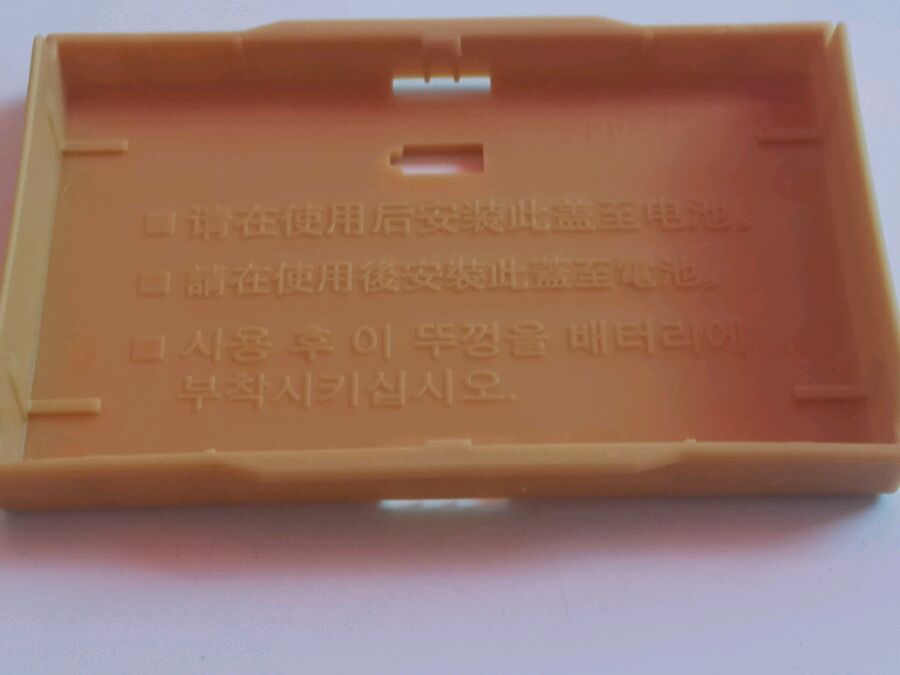 ■ 请在使用后安装此盖至电池。
■ 請在使用後安裝此蓋至電池。
■ 사용 후 이 뚜껑을 배터리에
부착시키십시오.